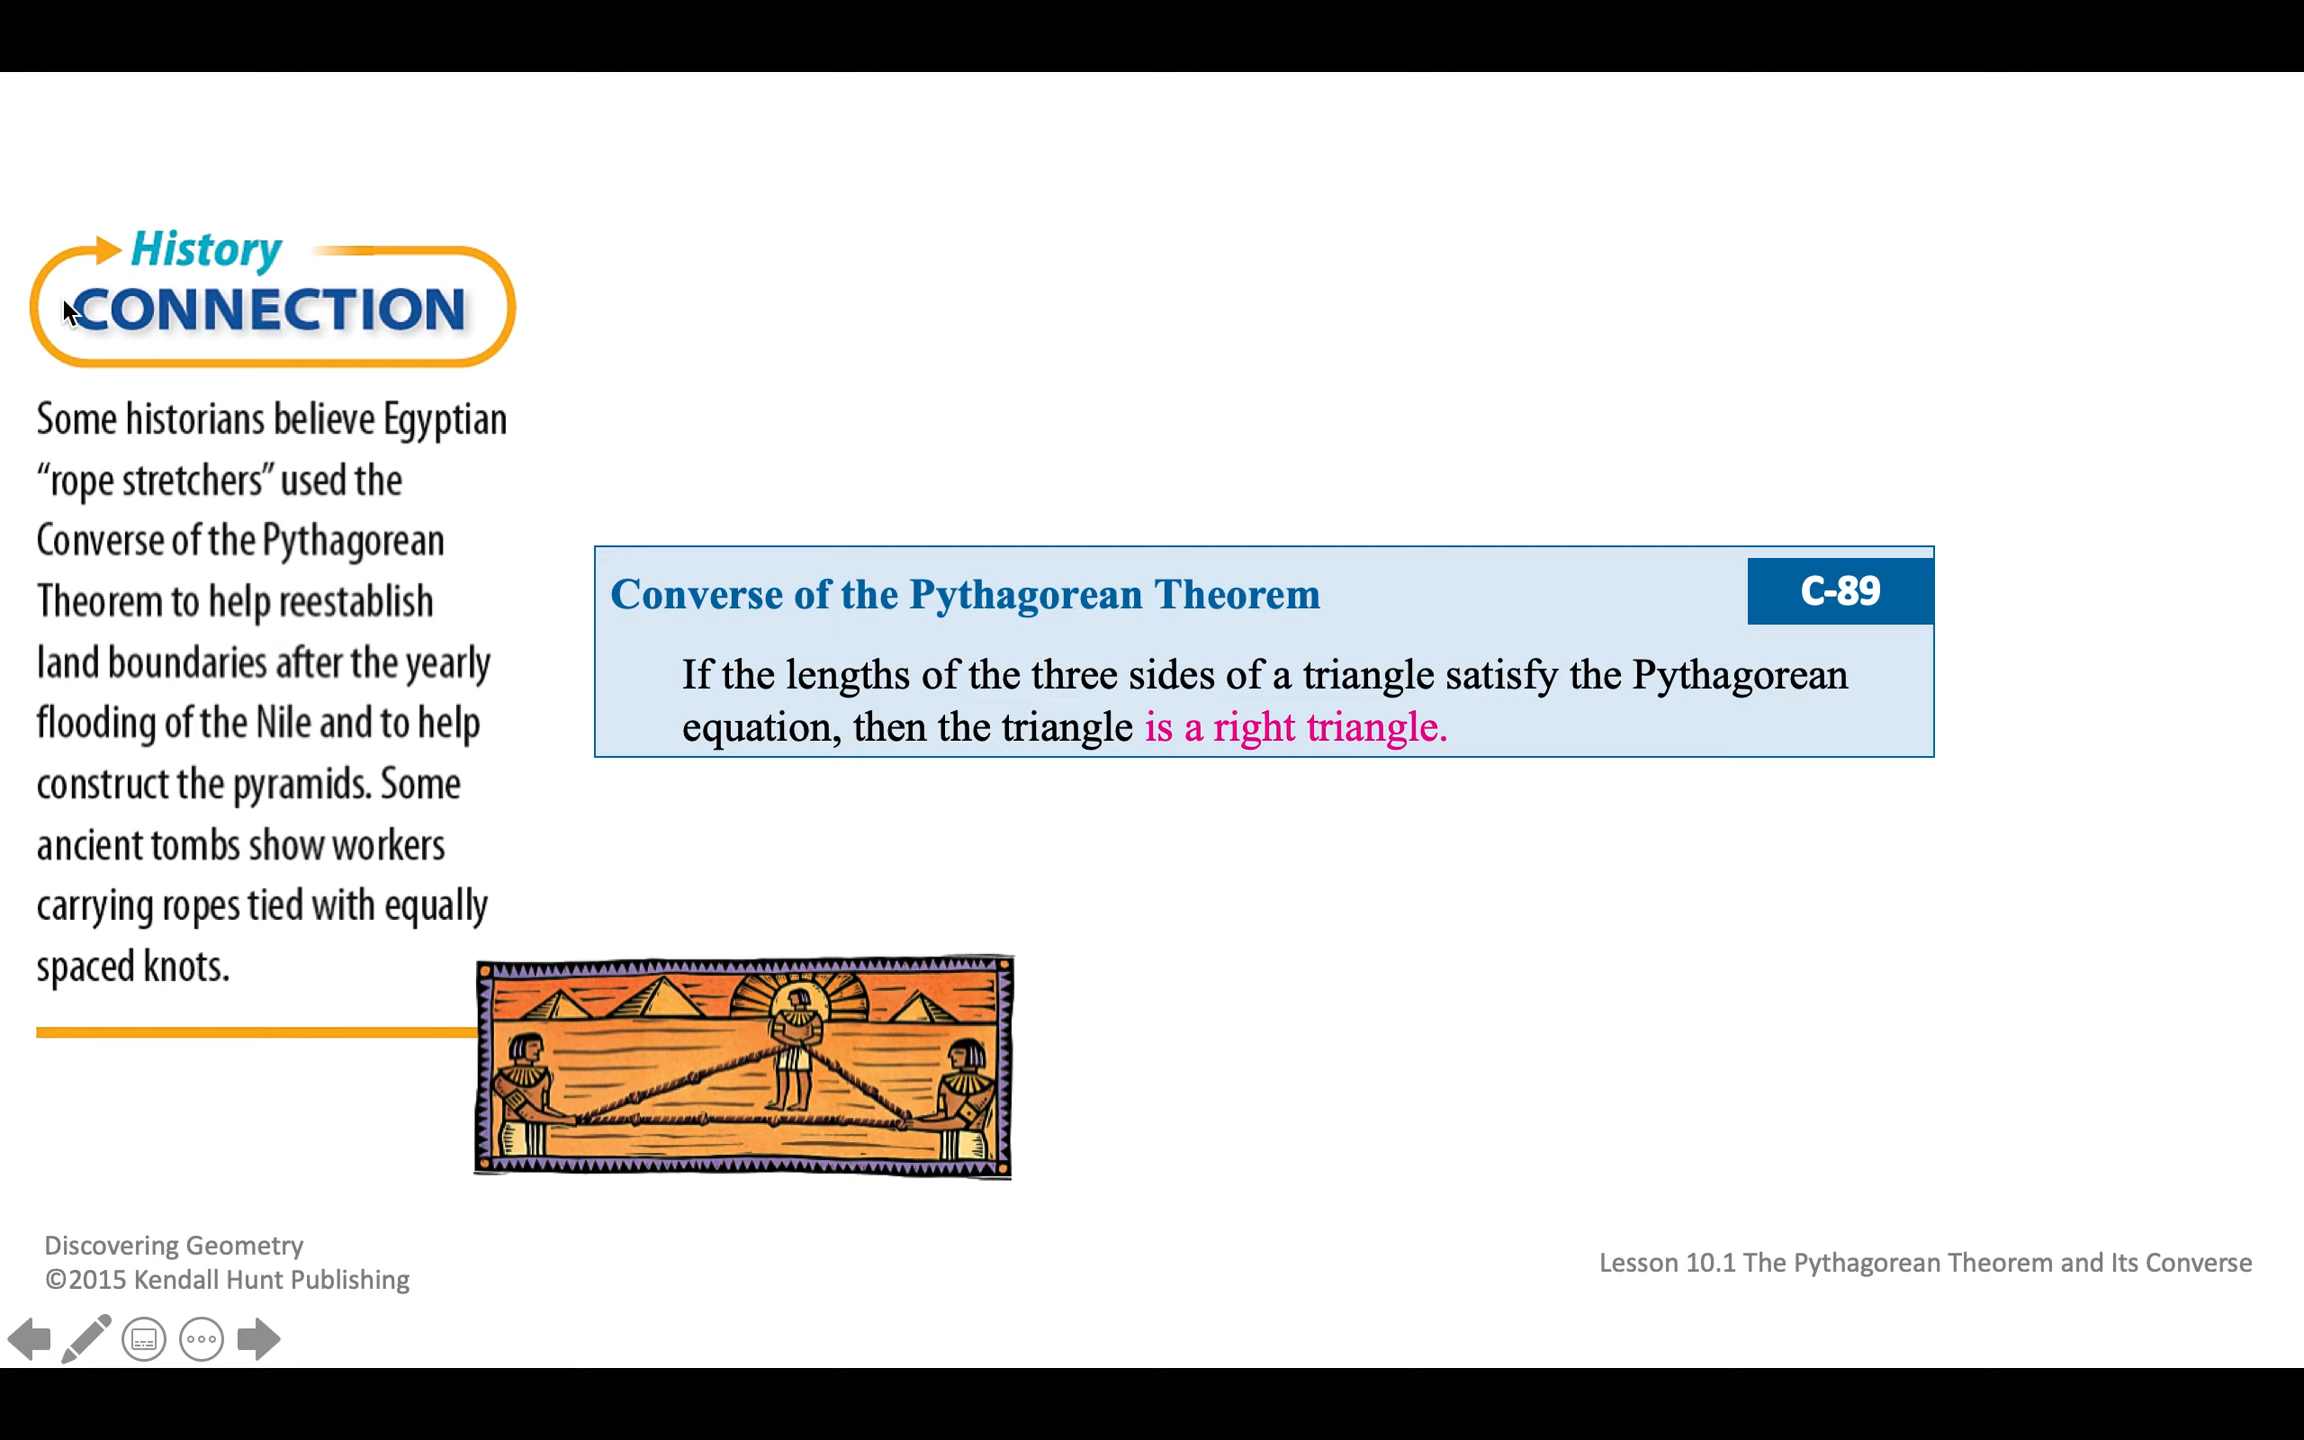 History
CONNECTION
Some historians believe Egyptian
“rope stretchers” used the
Converse of the Pythagorean
Theorem to help reestablish
land boundaries after the yearly
flooding of the Nile and to help
construct the pyramids. Some
ancient tombs show workers
carrying ropes tied with equally
spaced knots.
Converse of the Pythagorean Theorem
C-89
If the lengths of the three sides of a triangle satisfy the Pythagorean
equation, then the triangle is a right triangle.
Discovering Geometry
©2015 Kendall Hunt Publishing
Lesson 10.1 The Pythagorean Theorem and Its Converse